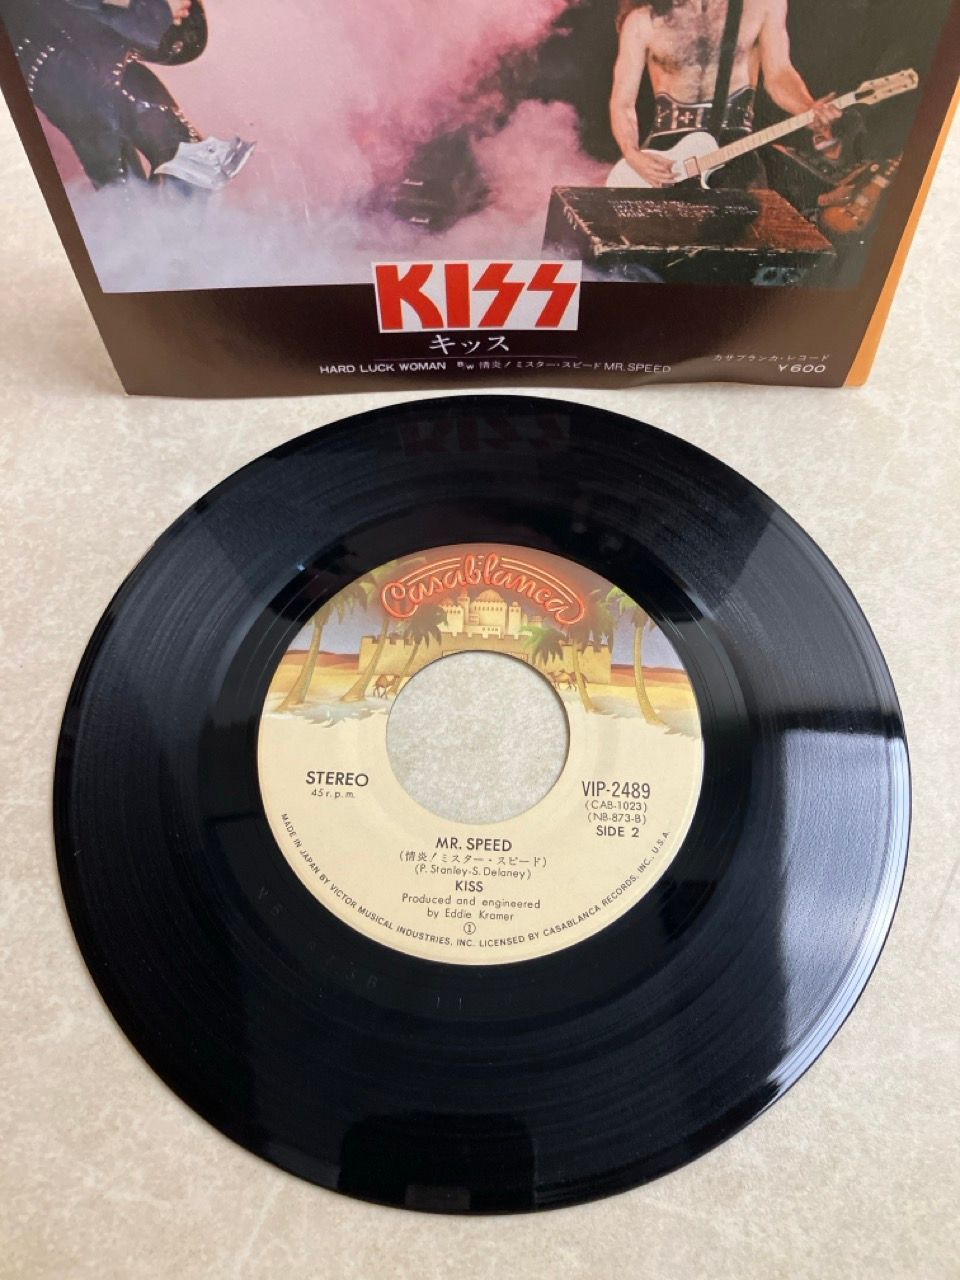 KISS
キッス
HARD LUCK WOMAN B/W 情炎！ミスター・スピード MR. SPEED
カサブランカ・レコード
¥600
Casablanca
STEREO
45 r.p.m.
VIP-2489
(CAB-1023)
(NB-873-B)
SIDE 2
MR. SPEED
(情炎！ミスター・スピード)
(P. Stanley-S. Delaney)
KISS
Produced and engineered
by Eddie Kramer
①
MADE IN JAPAN BY VICTOR MUSICAL INDUSTRIES, INC. LICENSED BY CASABLANCA RECORDS, INC., U.S.A.